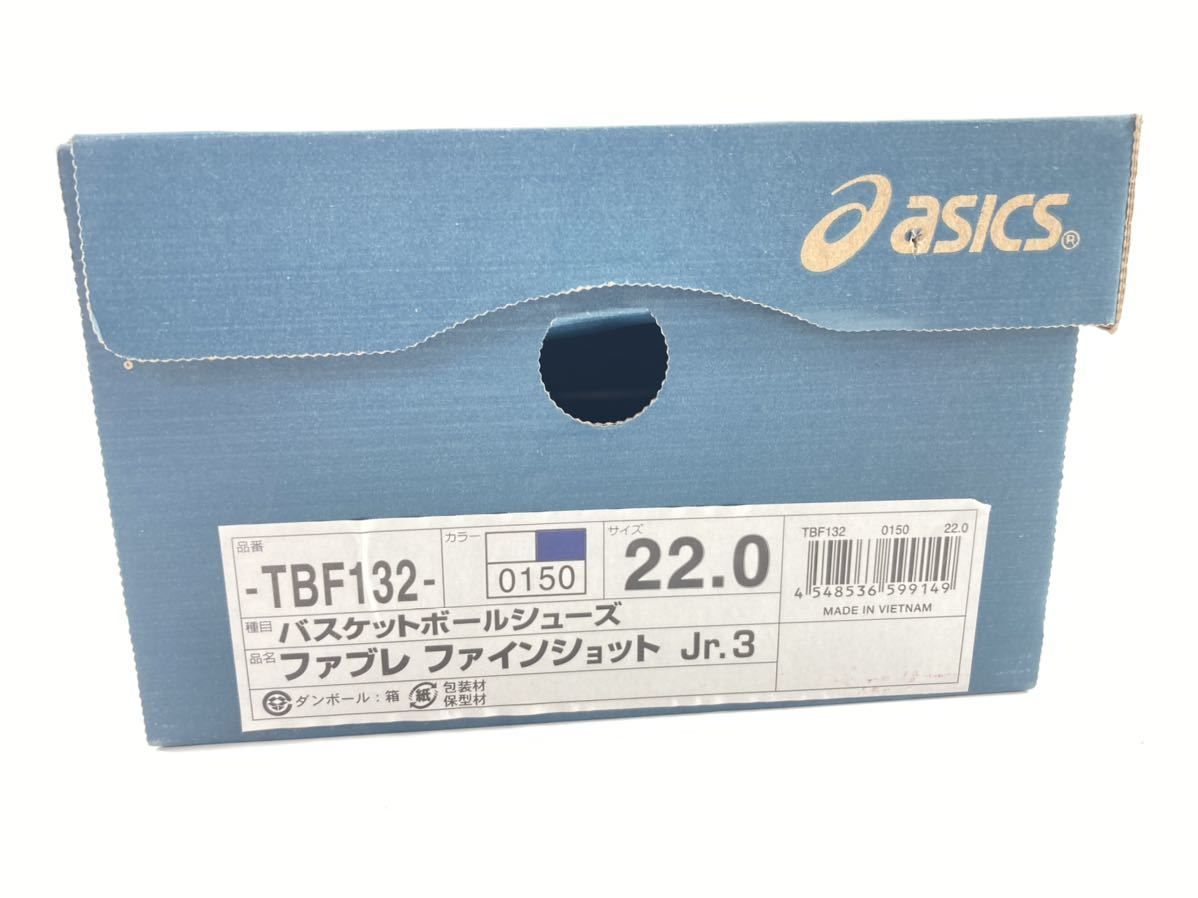 asics®
品番
-TBF132-
カラー
0150
サイズ
22.0
種目 バスケットボールシューズ
品名 ファブレ ファインショット Jr.3
ダンボール：箱 紙 包装材
保型材
TBF132 0150 22.0
4 548536 599149
MADE IN VIETNAM